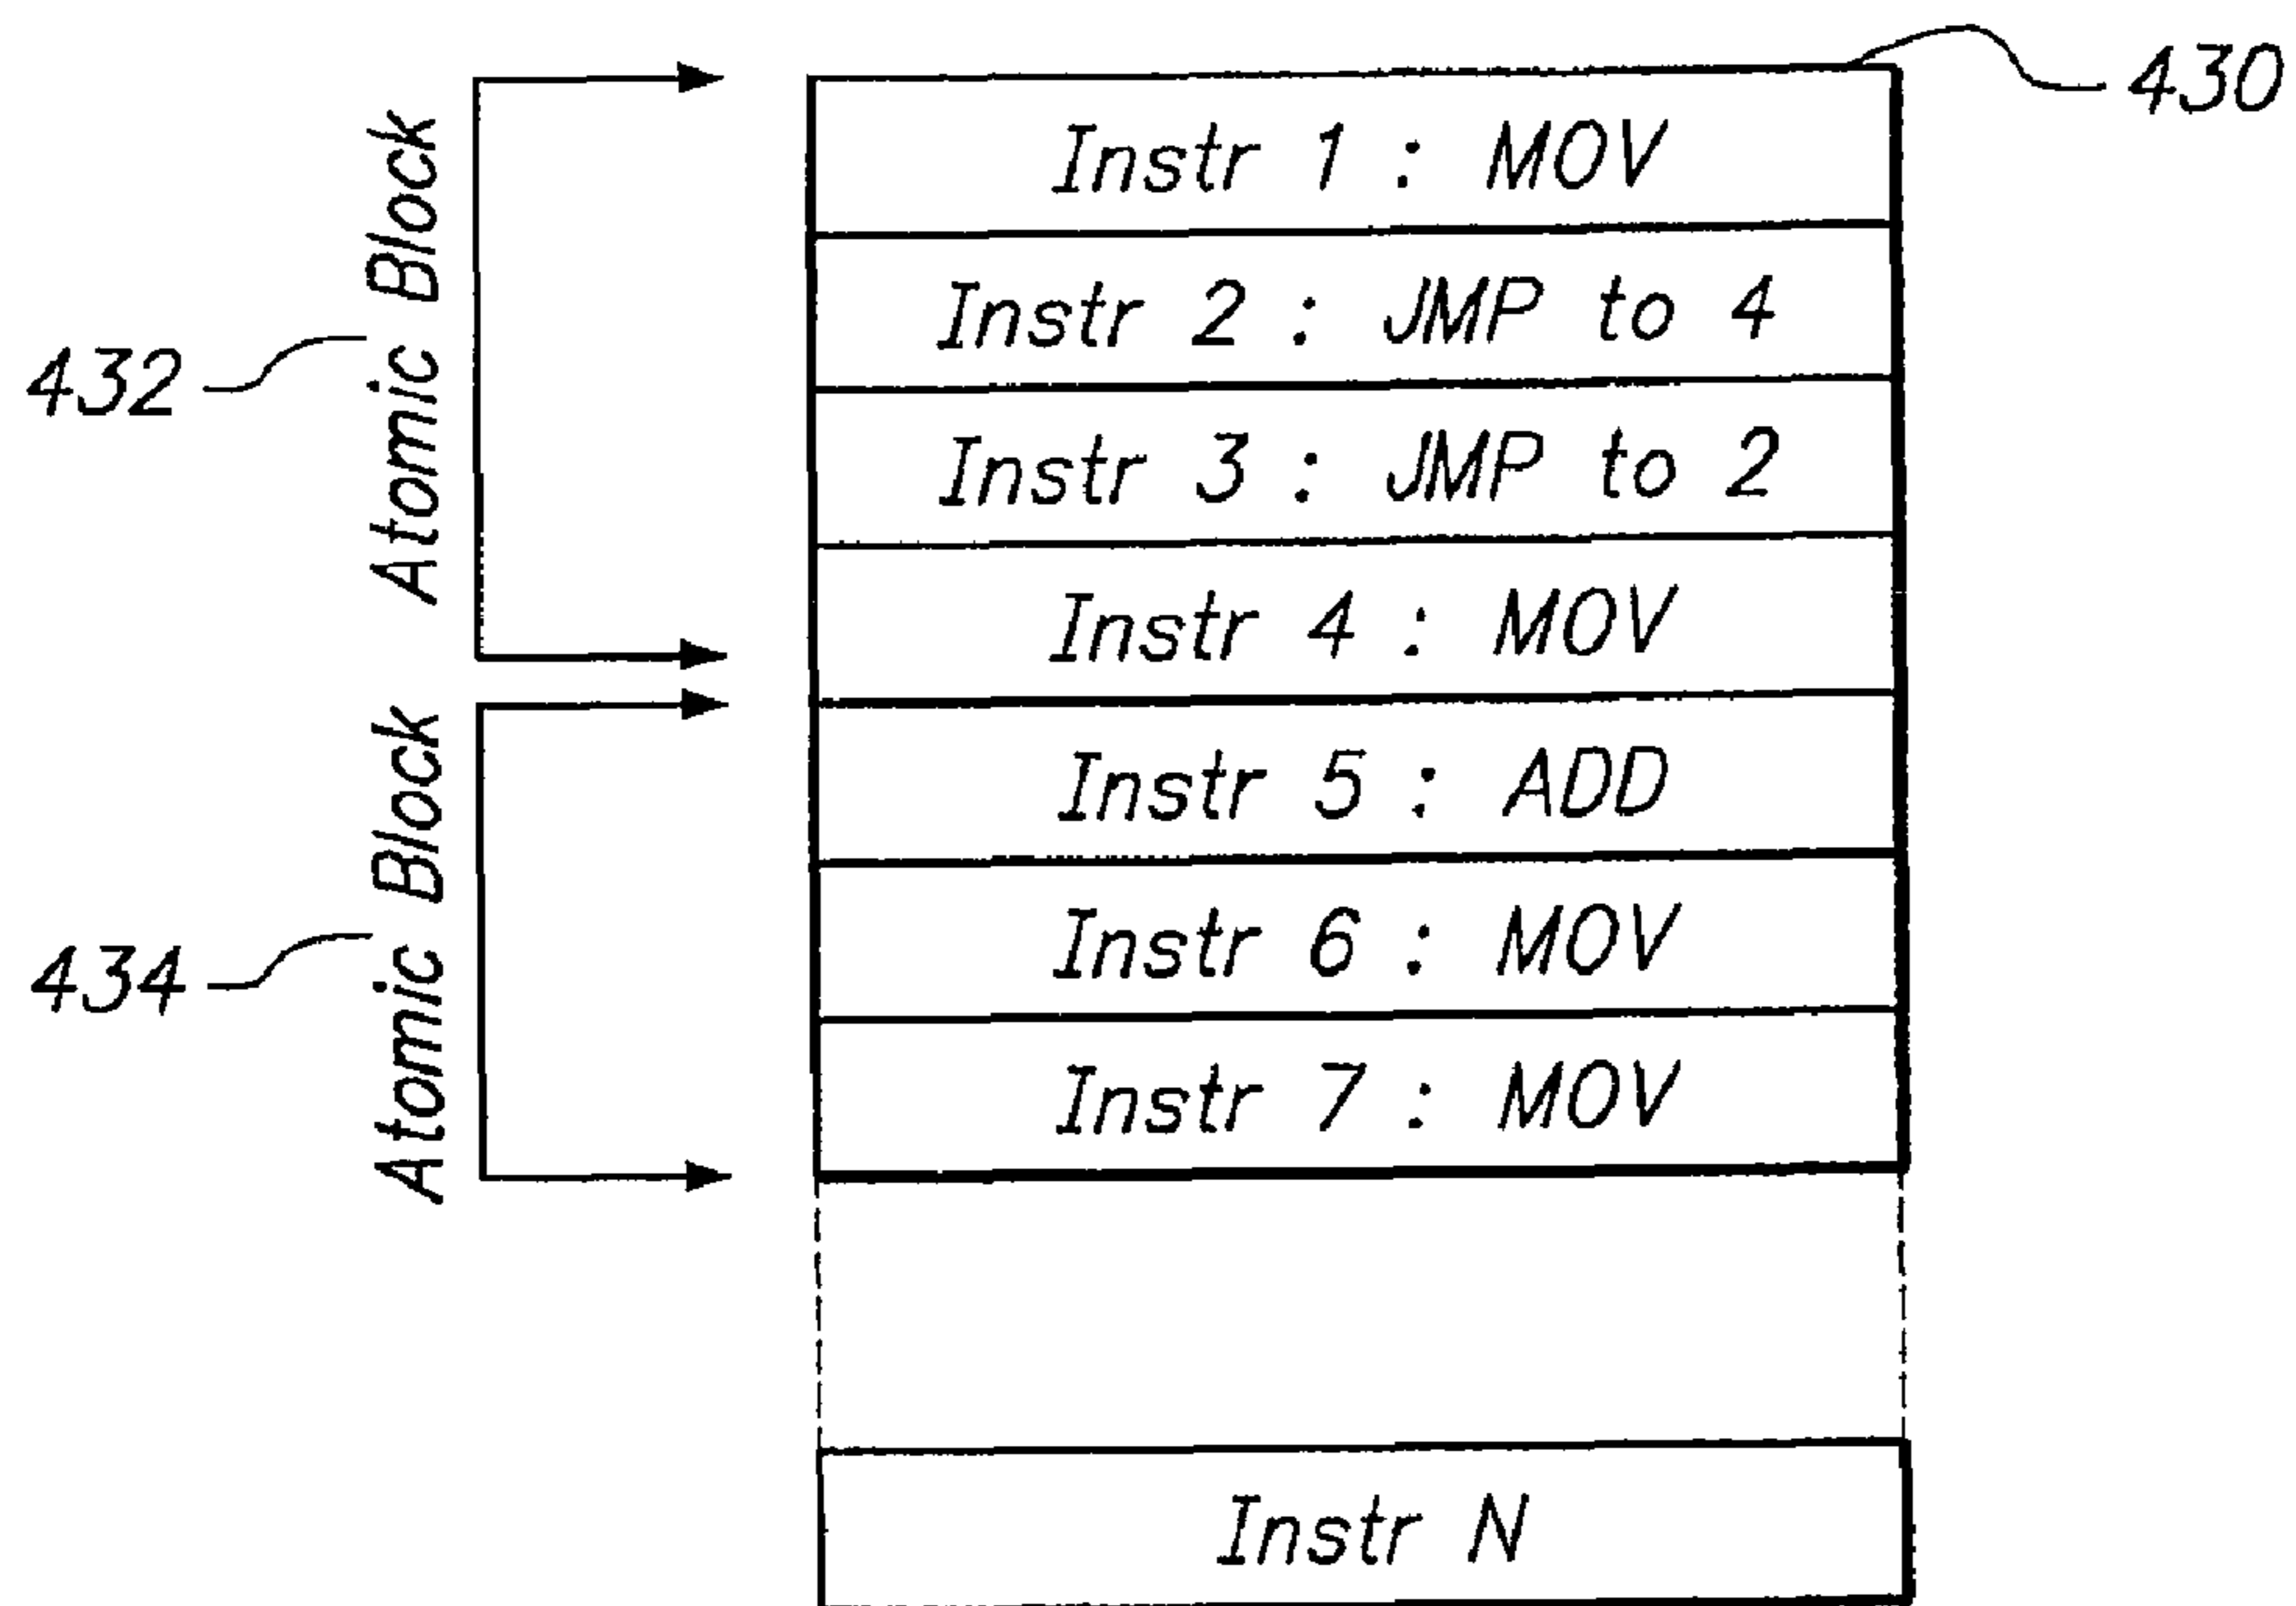 430
Instr 1 : MOV
Instr 2 : JMP to 4
Instr 3 : JMP to 2
Instr 4 : MOV
Instr 5 : ADD
Instr 6 : MOV
Instr 7 : MOV
Instr N
432
Atomic Block
434
Atomic Block